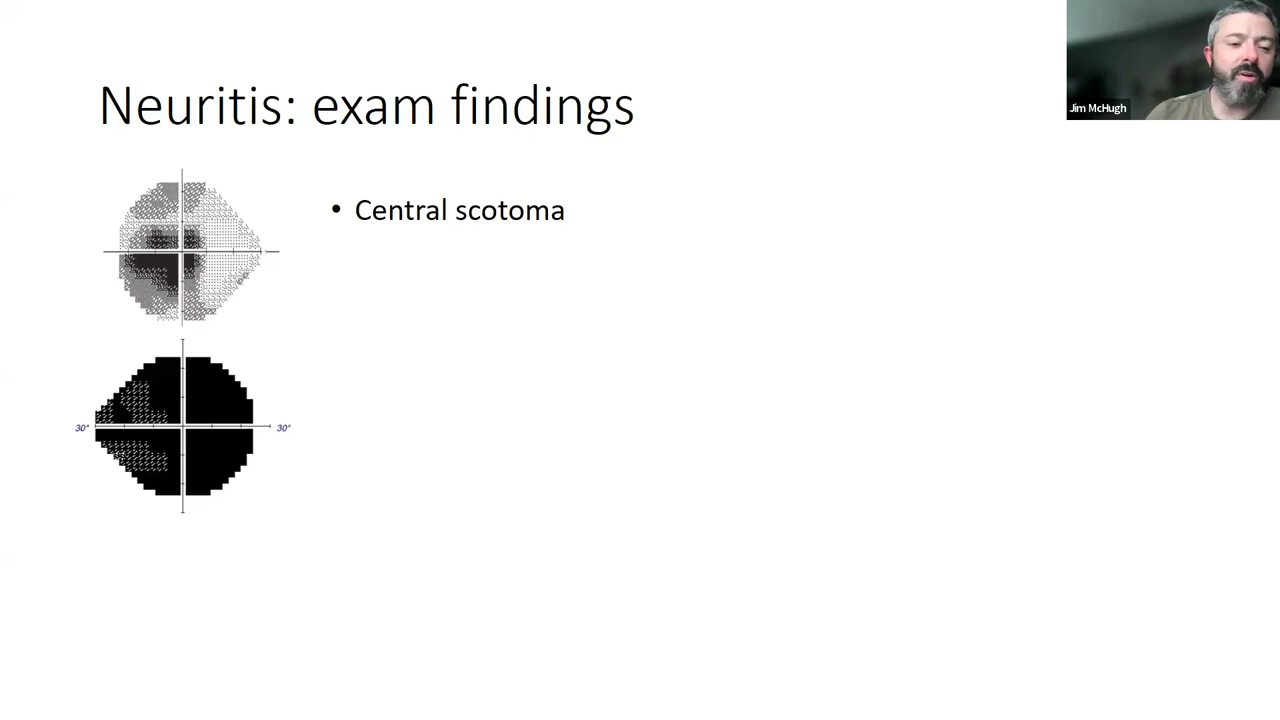 Jim McHugh
Neuritis: exam findings
• Central scotoma
30° 30°